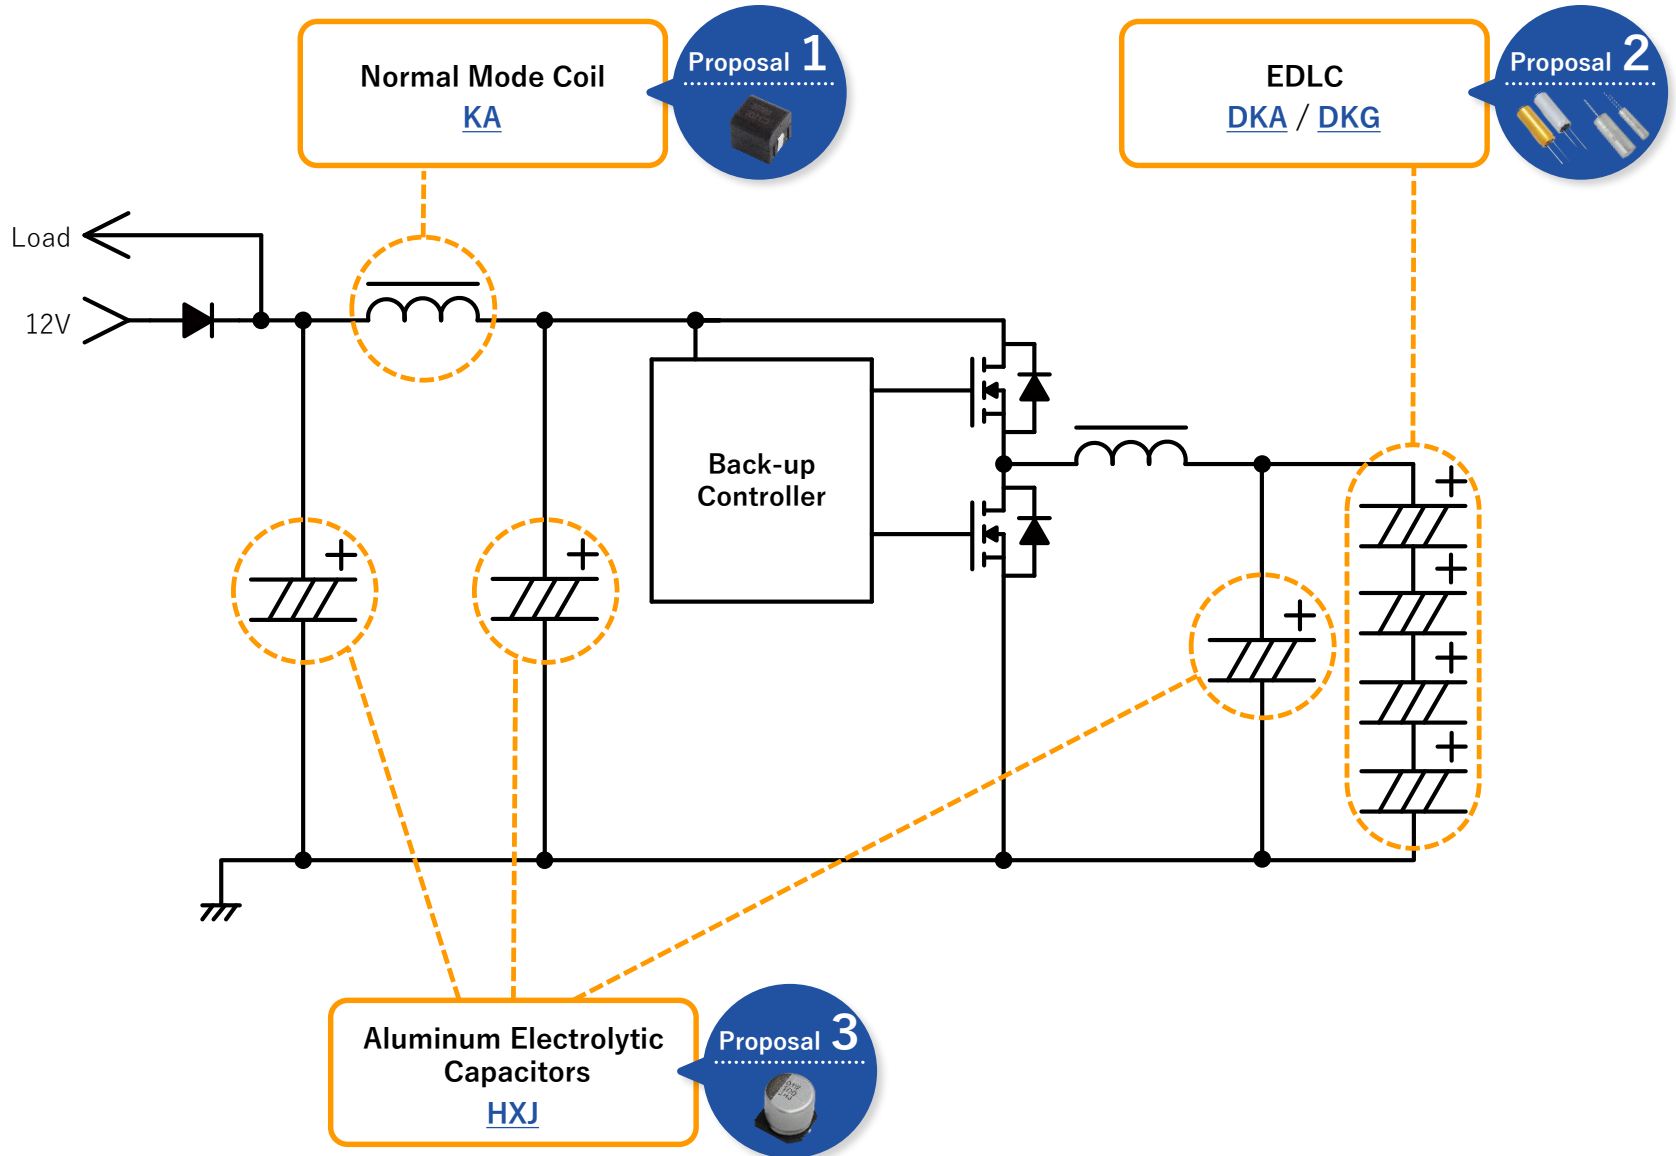 Normal Mode Coil
KA
Proposal 1
EDLC
DKA / DKG
Proposal 2
Load
12V
Back-up
Controller
+
+
+
+
+
+
+
Aluminum Electrolytic
Capacitors
HXJ
Proposal 3